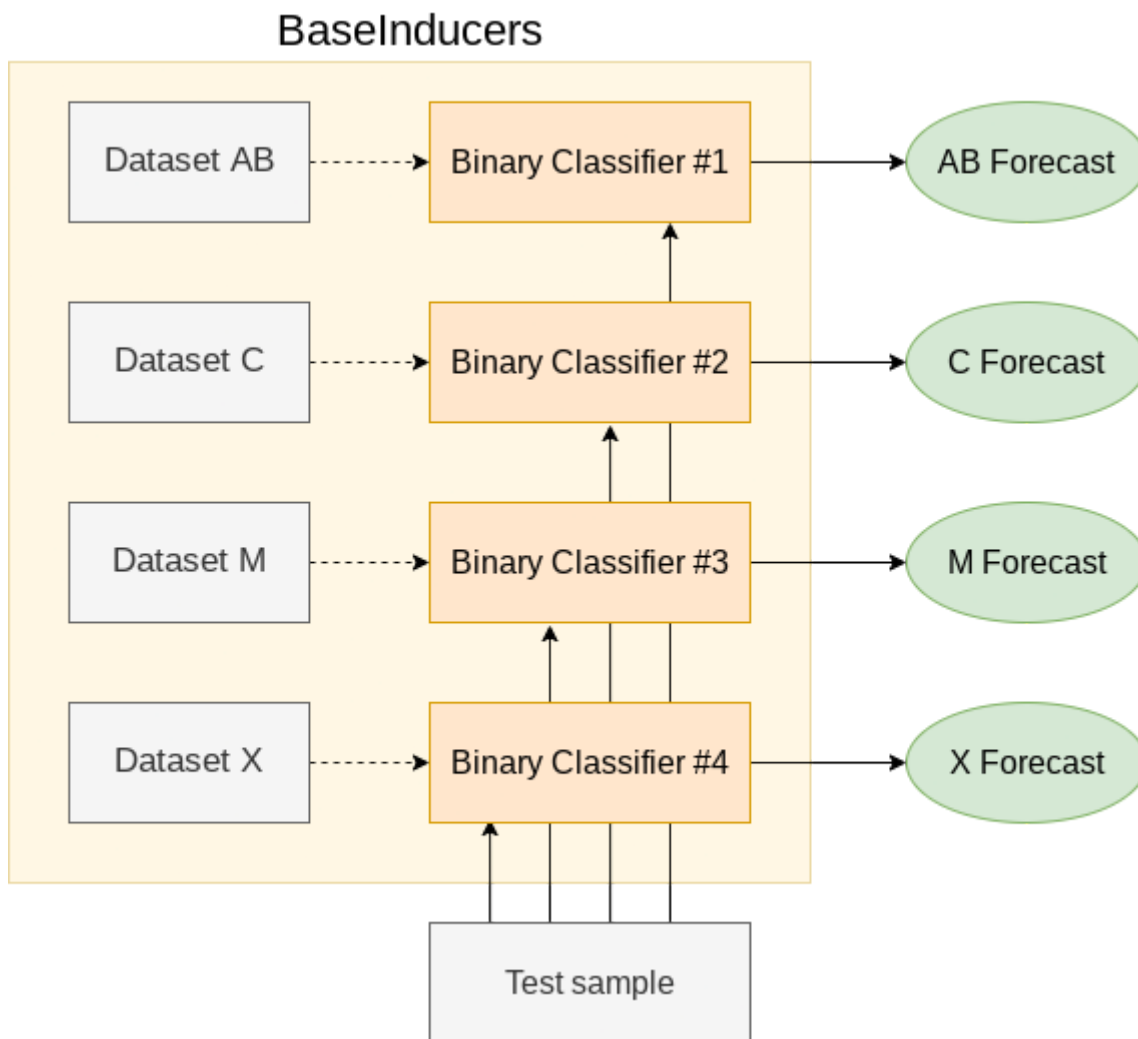 BaseInducers
Dataset AB
Binary Classifier #1
AB Forecast
Dataset C
Binary Classifier #2
C Forecast
Dataset M
Binary Classifier #3
M Forecast
Dataset X
Binary Classifier #4
X Forecast
Test sample